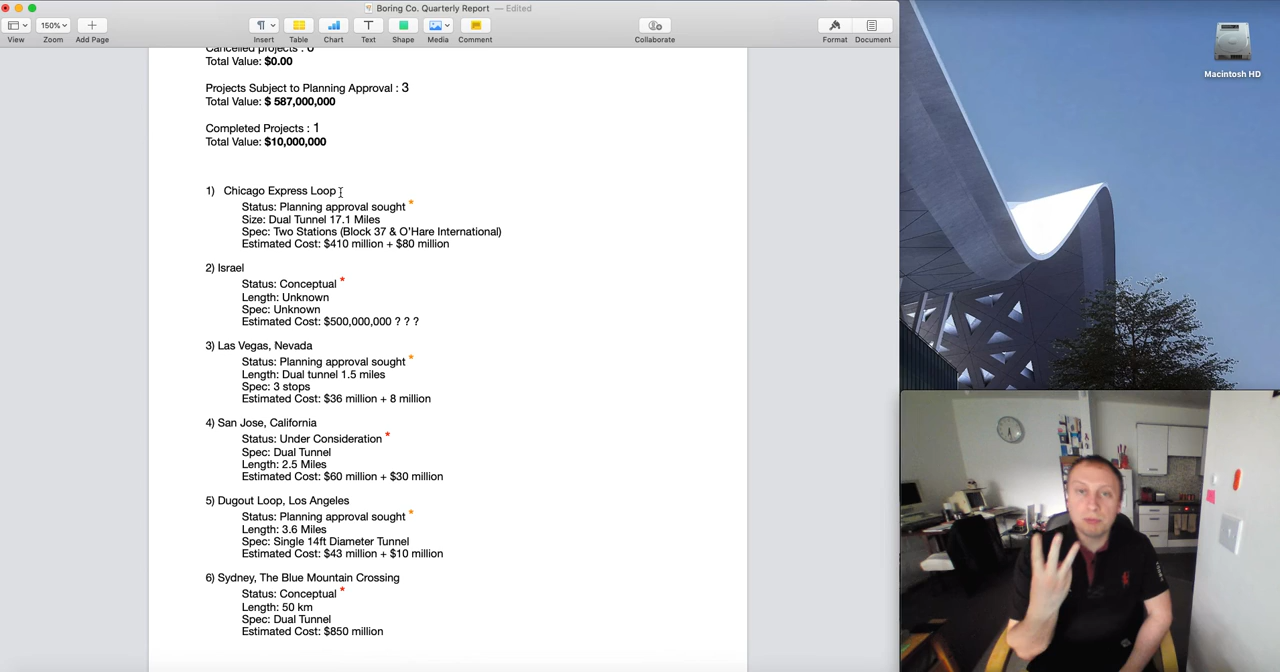 Boring Co. Quarterly Report — Edited
150%
View
Zoom
Add Page
Insert
Table
Chart
Text
Shape
Media
Comment
Collaborate
Format
Document
Macintosh HD
Cancelled projects : 0
Total Value: $0.00
Projects Subject to Planning Approval : 3
Total Value: $ 587,000,000
Completed Projects : 1
Total Value: $10,000,000
1) Chicago Express Loop
Status: Planning approval sought *
Size: Dual Tunnel 17.1 Miles
Spec: Two Stations (Block 37 & O'Hare International)
Estimated Cost: $410 million + $80 million
2) Israel
Status: Conceptual *
Length: Unknown
Spec: Unknown
Estimated Cost: $500,000,000 ? ? ?
3) Las Vegas, Nevada
Status: Planning approval sought *
Length: Dual tunnel 1.5 miles
Spec: 3 stops
Estimated Cost: $36 million + 8 million
4) San Jose, California
Status: Under Consideration *
Spec: Dual Tunnel
Length: 2.5 Miles
Estimated Cost: $60 million + $30 million
5) Dugout Loop, Los Angeles
Status: Planning approval sought *
Length: 3.6 Miles
Spec: Single 14ft Diameter Tunnel
Estimated Cost: $43 million + $10 million
6) Sydney, The Blue Mountain Crossing
Status: Conceptual *
Length: 50 km
Spec: Dual Tunnel
Estimated Cost: $850 million